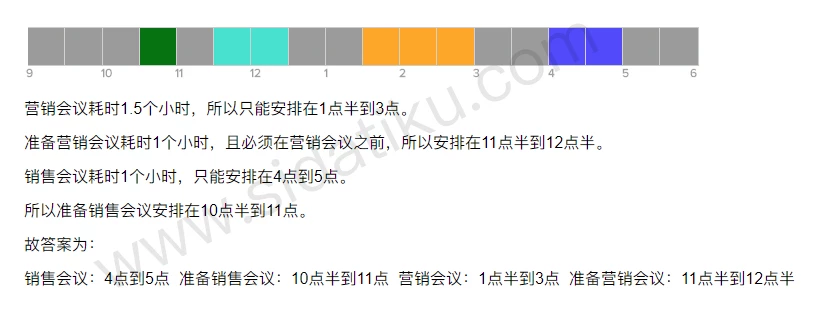 9 10 11 12 1 2 3 4 5 6
营销会议耗时1.5个小时，所以只能安排在1点半到3点。
准备营销会议耗时1个小时，且必须在营销会议之前，所以安排在11点半到12点半。
销售会议耗时1个小时，只能安排在4点到5点。
所以准备销售会议安排在10点半到11点。
故答案为：
销售会议：4点到5点 准备销售会议：10点半到11点 营销会议：1点半到3点 准备营销会议：11点半到12点半
www.sidatiku.com